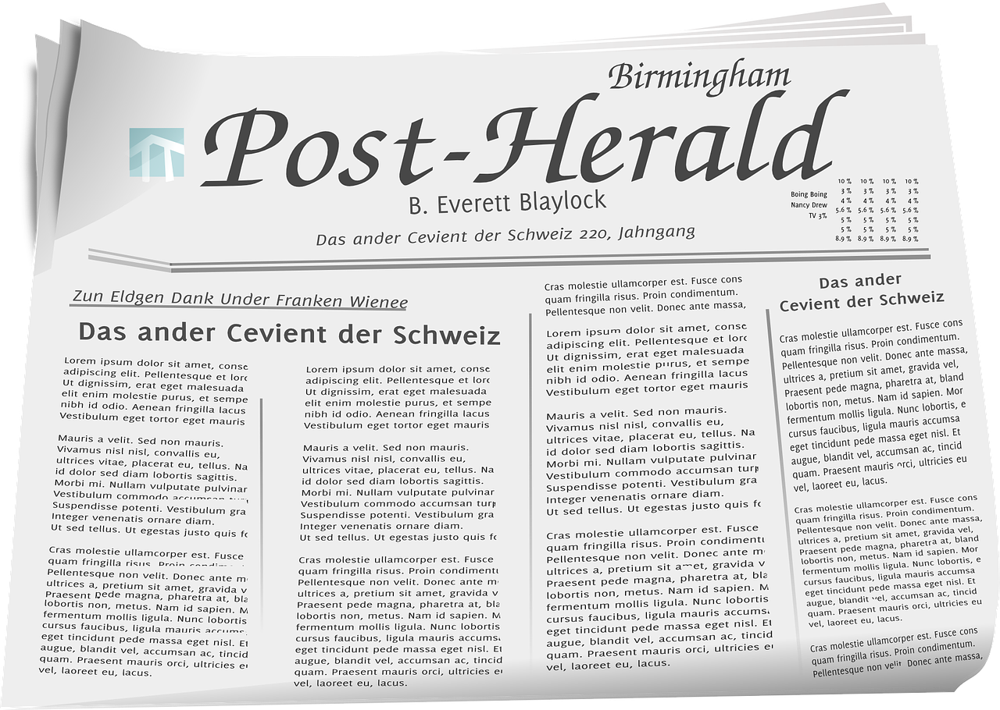 Birmingham
Post-Herald
B. Everett Blaylock
Das ander Cevient der Schweiz 220, Jahngang
10 % 10 % 10 % 10 %
Boing Boing 3 % 3 % 3 % 3 %
Nancy Drew 4 % 4 % 4 % 4 %
TV 3% 5.6 % 5.6 % 5.6 % 5.6 %
5 % 5 % 5 % 5 %
5 % 5 % 5 % 5 %
8.9 % 8.9 % 8.9 % 8.9 %
Zun Eldgen Dank Under Franken Wienee
Das ander Cevient der Schweiz
Lorem ipsum dolor sit amet, conse
adipiscing elit. Pellentesque et lorc
Ut dignissim, erat eget malesuada
elit enim molestie purus, et sempe
nibh id odio. Aenean fringilla lacus
Vestibulum eget tortor eget mauris
Mauris a velit. Sed non mauris.
Vivamus nisl nisl, convallis eu,
ultrices vitae, placerat eu, tellus. Na
id dolor sed diam lobortis sagittis.
Morbi mi. Nullam vulputate pulvinar
Vestibulum commodo accumsan
Suspendisse potenti. Vestibulum gra
Integer venenatis ornare diam.
Ut sed tellus. Ut egestas justo quis fc
Cras molestie ullamcorper est. Fusce
quam fringilla risus. Proin
Pellentesque non velit. Donec ante m
ultrices a, pretium sit amet, gravida v
Praesent pede magna, pharetra at, bla
lobortis non, metus. Nam id sapien. M
fermentum mollis ligula. Nunc lobortis
cursus faucibus, ligula mauris accums
eget tincidunt pede massa eget nisl. Et
augue, blandit vel, accumsan ac, tincid
quam. Praesent mauris orci, ultricies e
vel, laoreet eu, lacus.
Lorem ipsum dolor sit amet, conse
adipiscing elit. Pellentesque et lorc
Ut dignissim, erat eget malesuada
elit enim molestie purus, et sempe
nibh id odio. Aenean fringilla lacus
Vestibulum eget tortor eget mauris
Mauris a velit. Sed non mauris.
Vivamus nisl nisl, convallis eu,
ultrices vitae, placerat eu, tellus. Na
id dolor sed diam lobortis sagittis.
Morbi mi. Nullam vulputate pulvinar
Vestibulum commodo accumsan turp
Suspendisse potenti. Vestibulum gra
Integer venenatis ornare diam.
Ut sed tellus. Ut egestas justo quis fc
Cras molestie ullamcorper est. Fusce
quam fringilla risus. Proin condimentu
Pellentesque non velit. Donec ante m
ultrices a, pretium sit amet, gravida v
Praesent pede magna, pharetra at, bla
lobortis non, metus. Nam id sapien. M
fermentum mollis ligula. Nunc lobortis
cursus faucibus, ligula mauris accums
eget tincidunt pede massa eget nisl. Et
augue, blandit vel, accumsan ac, tincid
quam. Praesent mauris orci, ultricies e
vel, laoreet eu, lacus.
Cras molestie ullamcorper est. Fusce cons
quam fringilla risus. Proin condimentum.
Pellentesque non velit. Donec ante massa,
Lorem ipsum dolor sit amet, conse
adipiscing elit. Pellentesque et lorc
Ut dignissim, erat eget malesuada
elit enim molestie purus, et sempe
nibh id odio. Aenean fringilla lacus
Vestibulum eget tortor eget mauris
Mauris a velit. Sed non mauris.
Vivamus nisl nisl, convallis eu,
ultrices vitae, placerat eu, tellus. Na
id dolor sed diam lobortis sagittis.
Morbi mi. Nullam vulputate pulvinar
Vestibulum commodo accumsan turp
Suspendisse potenti. Vestibulum gra
Integer venenatis ornare diam.
Ut sed tellus. Ut egestas justo quis fc
Cras molestie ullamcorper est. Fusce
quam fringilla risus. Proin condimentu
Pellentesque non velit. Donec ante m
ultrices a, pretium sit amet, gravida v
Praesent pede magna, pharetra at, bla
lobortis non, metus. Nam id sapien. M
fermentum mollis ligula. Nunc lobortis
cursus faucibus, ligula mauris accums
eget tincidunt pede massa eget nisl. Et
augue, blandit vel, accumsan ac, tincid
quam. Praesent mauris orci, ultricies e
vel, laoreet eu, lacus.
Das ander
Cevient der Schweiz
Cras molestie ullamcorper est. Fusce cons
quam fringilla risus. Proin condimentum.
Pellentesque non velit. Donec ante massa,
ultrices a, pretium sit amet, gravida vel,
Praesent pede magna, pharetra at, bland
lobortis non, metus. Nam id sapien. Mor
fermentum mollis ligula. Nunc lobortis, e
cursus faucibus, ligula mauris accumsa
eget tincidunt pede massa eget nisl. Et
augue, blandit vel, accumsan ac, tincid
quam. Praesent mauris orci, ultricies eu
vel, laoreet eu, lacus.
Cras molestie ullamcorper est. Fusce cons
quam fringilla risus. Proin condimentum.
Pellentesque non velit. Donec ante massa,
ultrices a, pretium sit amet, gravida vel,
Praesent pede magna, pharetra at, bland
lobortis non, metus. Nam id sapien. Mor
fermentum mollis ligula. Nunc lobortis, e
cursus faucibus, ligula mauris accumsa
eget tincidunt pede massa eget nisl. Et
augue, blandit vel, accumsan ac, tincid
quam. Praesent mauris orci, ultricies eu
vel, laoreet eu, lacus.
Cras molestie ullamcorper est. Fusce cons
quam fringilla risus. Proin condimentum.
Pellentesque non velit. Donec ante massa,